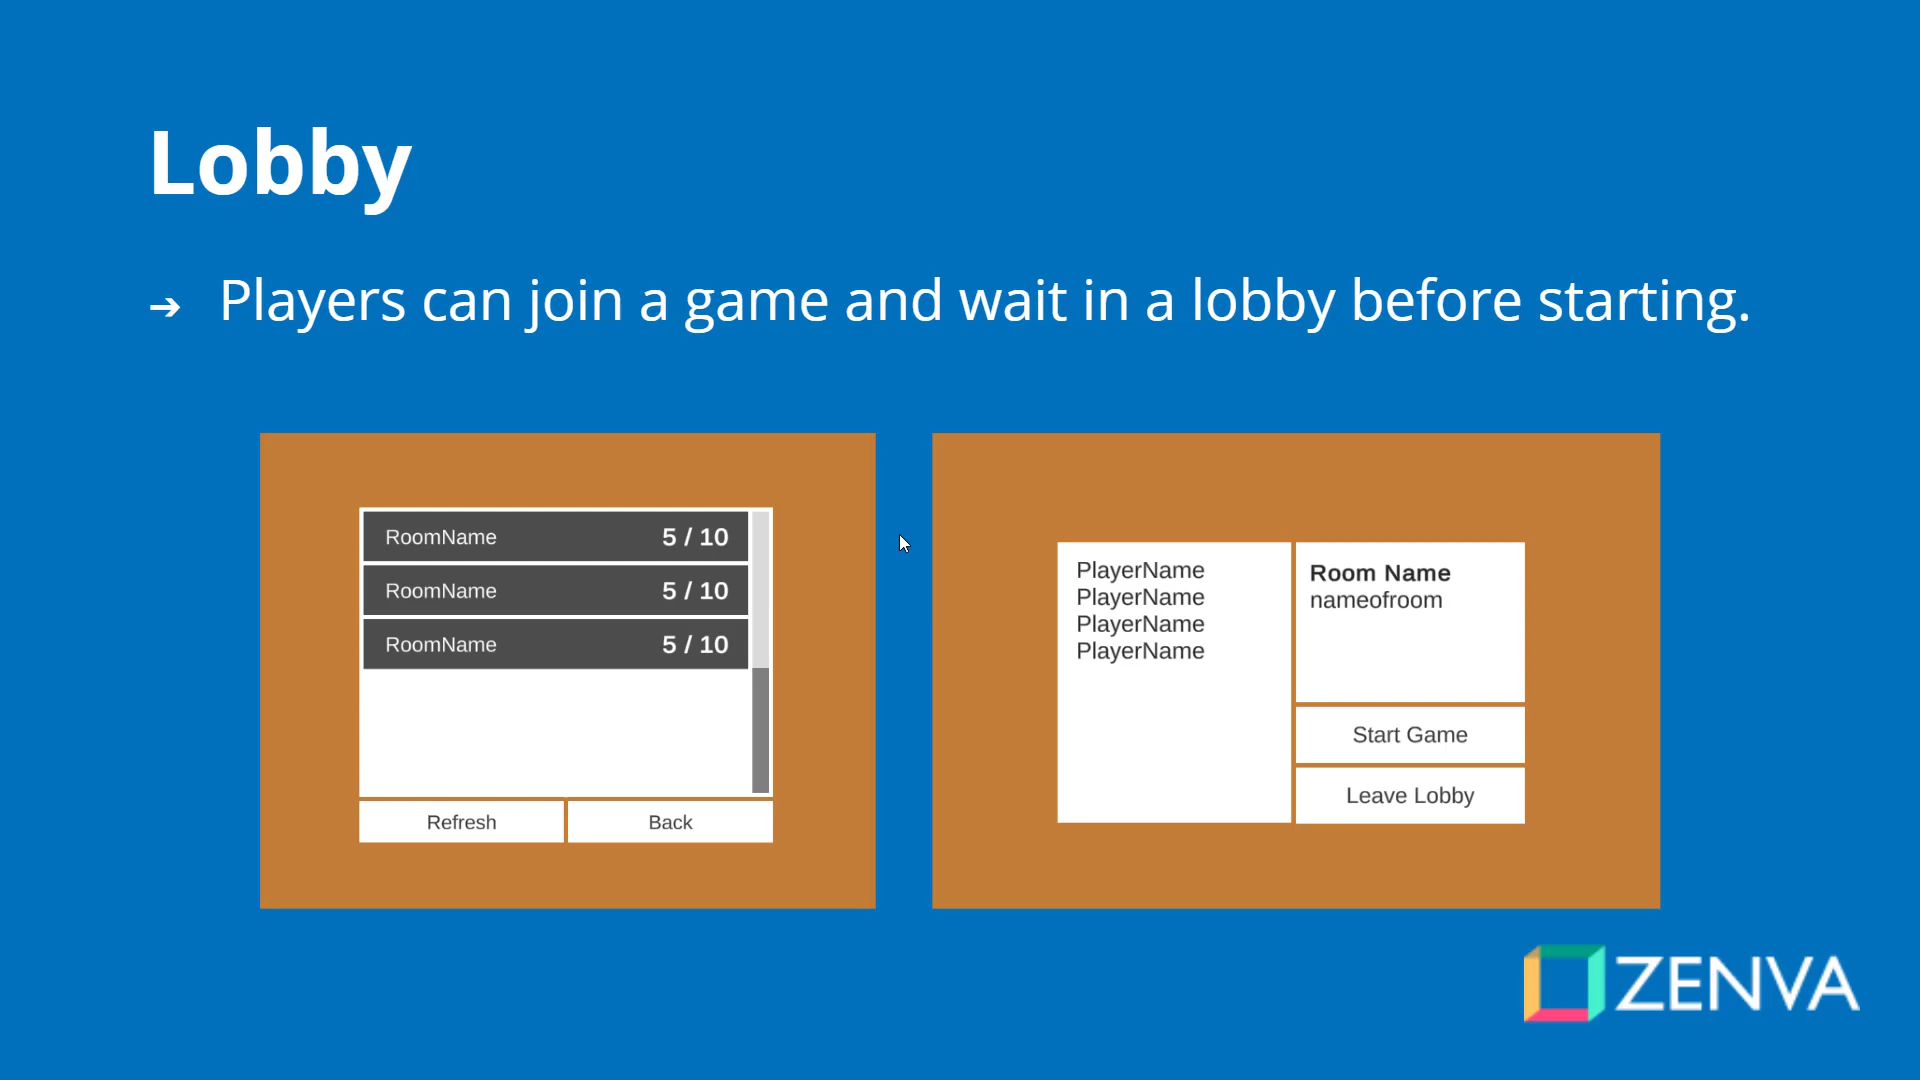 Lobby
➔ Players can join a game and wait in a lobby before starting.
RoomName 5 / 10
RoomName 5 / 10
RoomName 5 / 10
Refresh Back
PlayerName
PlayerName
PlayerName
PlayerName
Room Name
nameofroom
Start Game
Leave Lobby
ZENVA